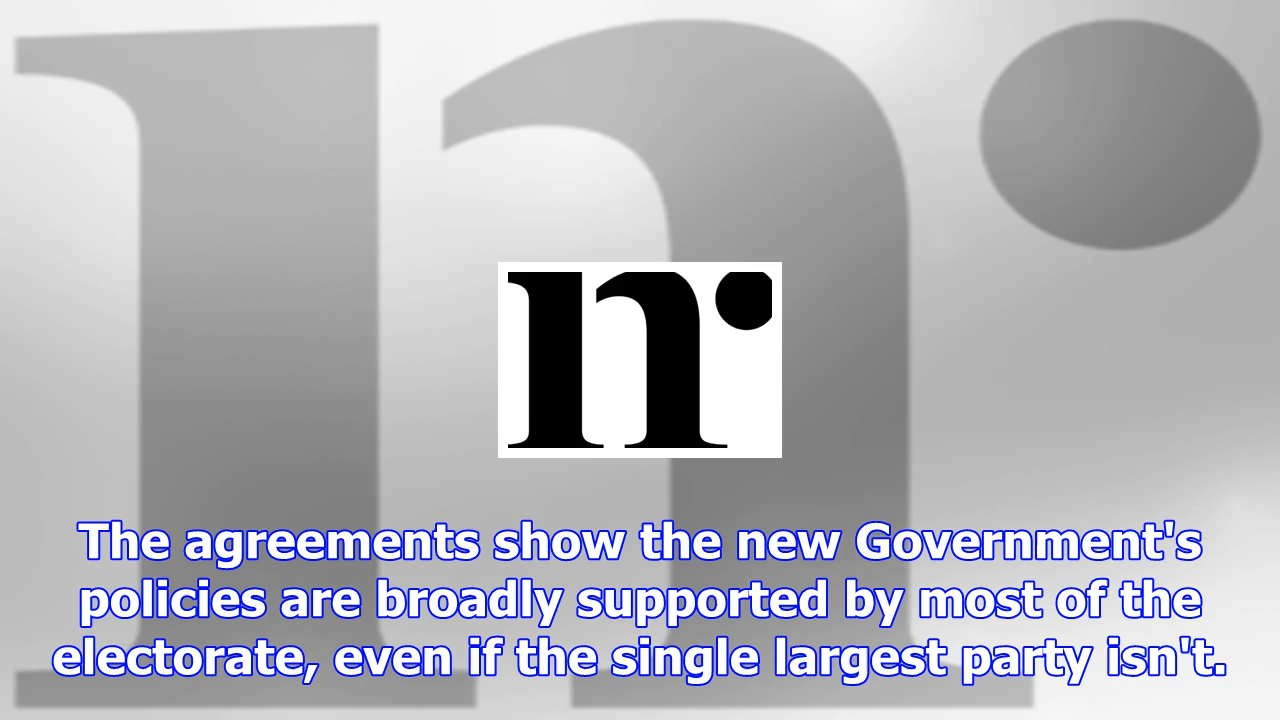 n
The agreements show the new Government's
policies are broadly supported by most of the
electorate, even if the single largest party isn't.